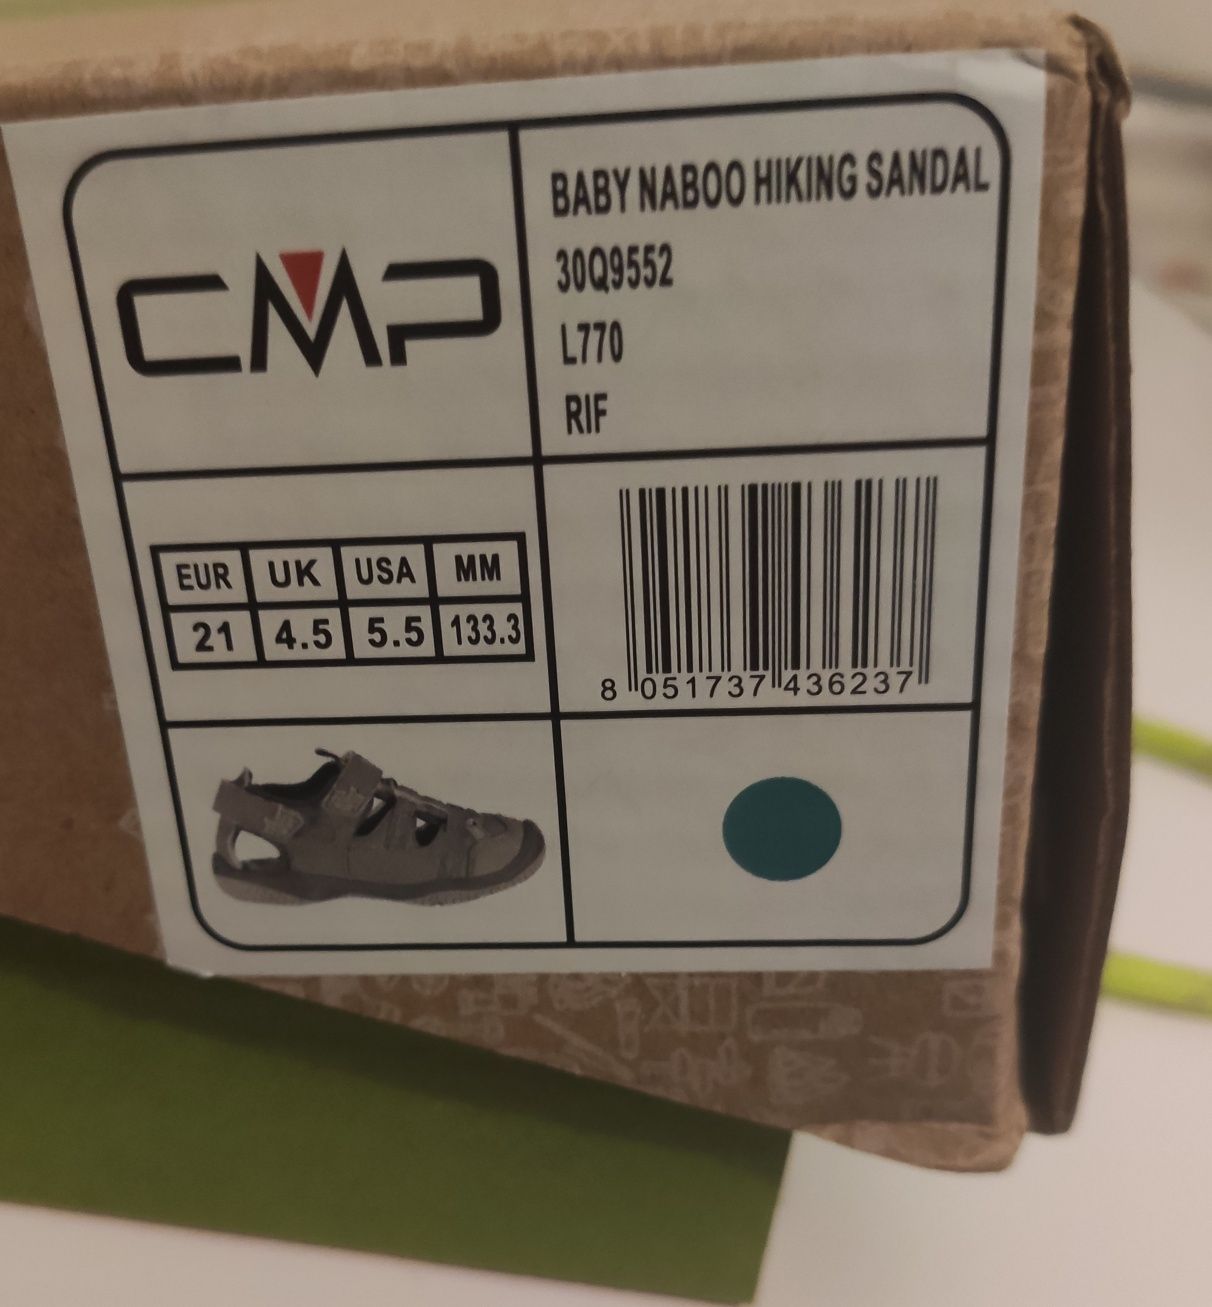 CMP
BABY NABOO HIKING SANDAL
30Q9552
L770
RIF
EUR UK USA MM
21 4.5 5.5 133.3
8 051737 436237